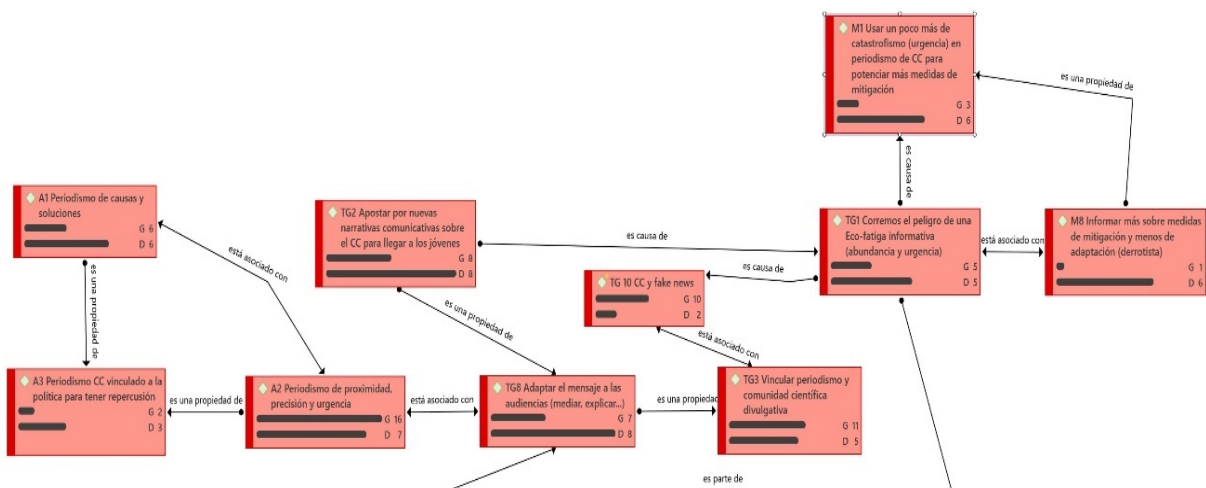 M1 Usar un poco más de
catastrofismo (urgencia) en
periodismo de CC para
potenciar más medidas de
mitigación
G 3
D 6
es una propiedad de
es causa de
A1 Periodismo de causas y
soluciones
G 6
D 6
está asociado con
TG2 Apostar por nuevas
narrativas comunicativas sobre
el CC para llegar a los jóvenes
G 8
D 8
es causa de
TG1 Corremos el peligro de una
Eco-fatiga informativa
(abundancia y urgencia)
G 5
D 5
está asociado con
M8 Informar más sobre medidas
de mitigación y menos de
adaptación (derrotista)
G 1
D 6
es causa de
TG 10 CC y fake news
G 10
D 2
es una propiedad de
es una propiedad de
está asociado con
A3 Periodismo CC vinculado a la
política para tener repercusión
G 2
D 3
es una propiedad de
A2 Periodismo de proximidad,
precisión y urgencia
G 16
D 7
está asociado con
TG8 Adaptar el mensaje a las
audiencias (mediar, explicar...)
G 7
D 8
es una propiedad
TG3 Vincular periodismo y
comunidad científica
divulgativa
G 11
D 5
es parte de